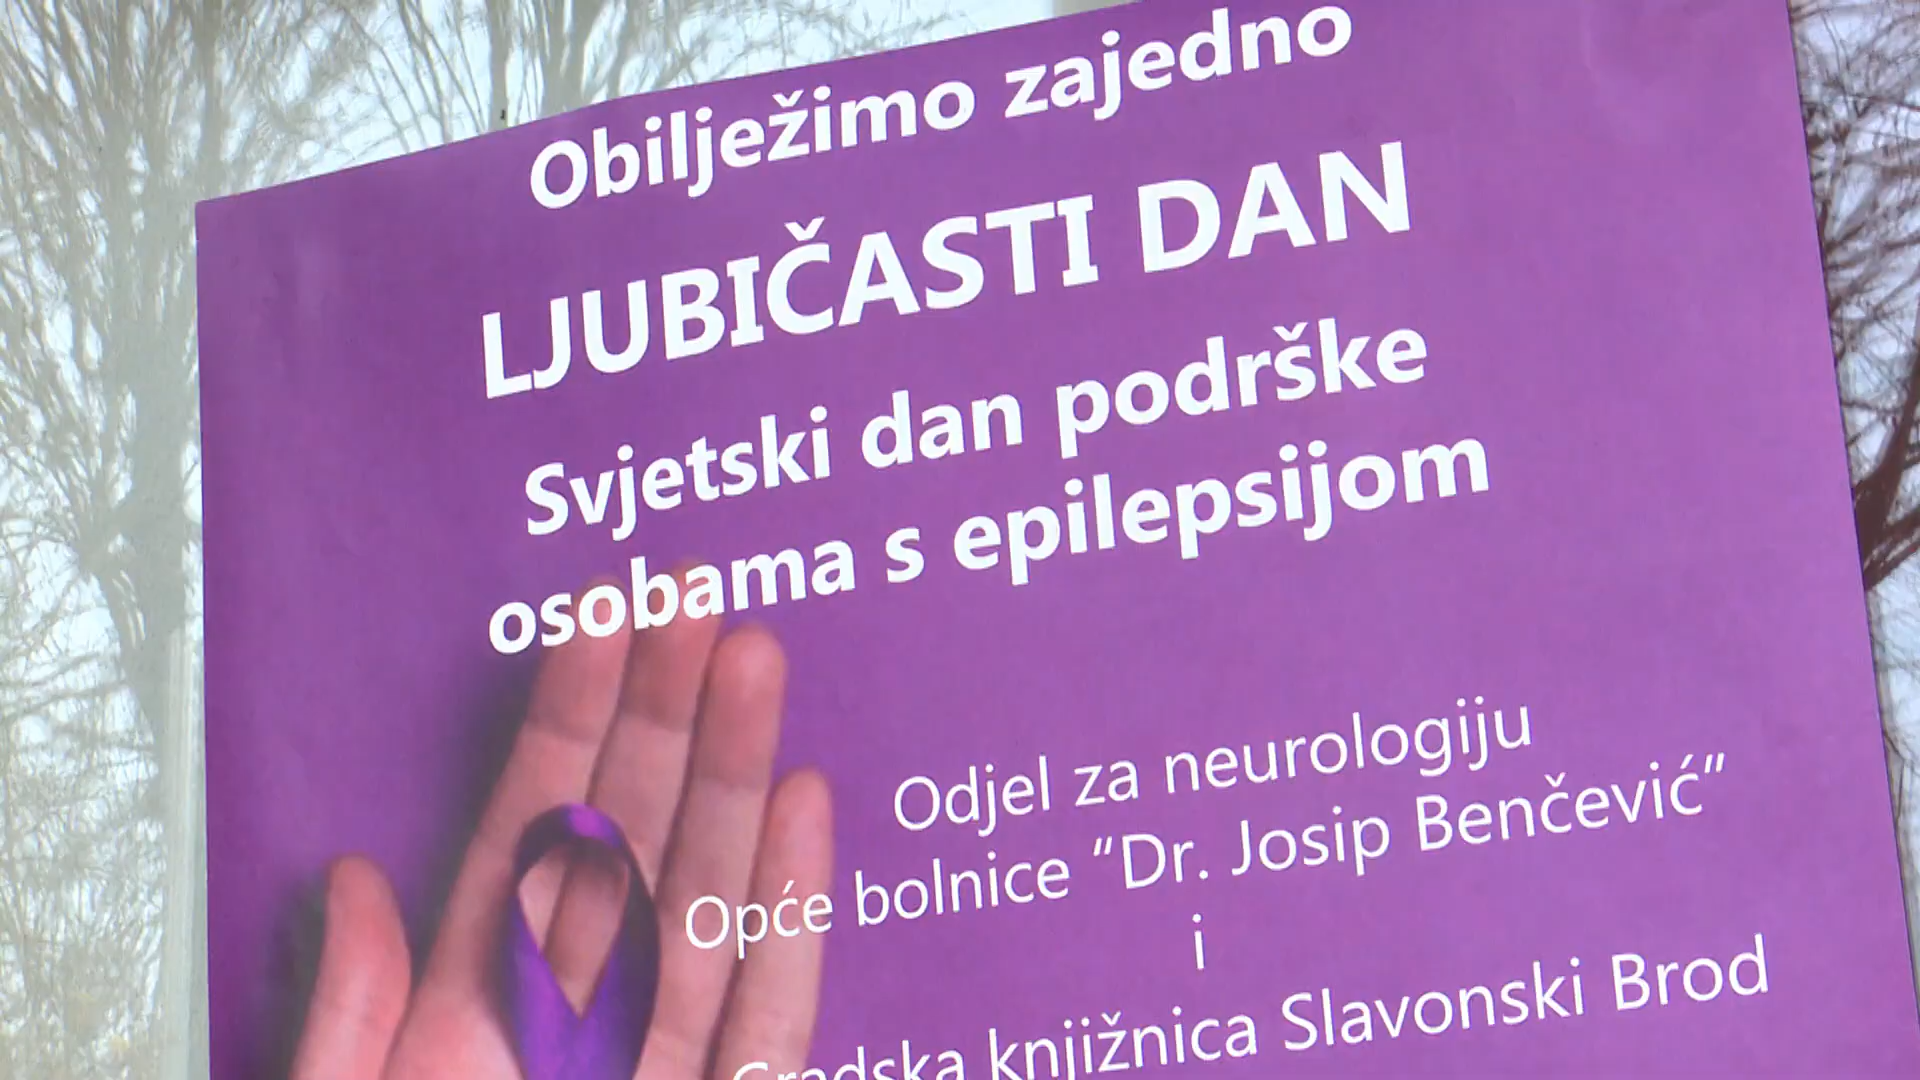 Obilježimo zajedno
LJUBIČASTI DAN
Svjetski dan podrške
osobama s epilepsijom
Odjel za neurologiju
Opće bolnice “Dr. Josip Benčević”
i
Gradska knjižnica Slavonski Brod